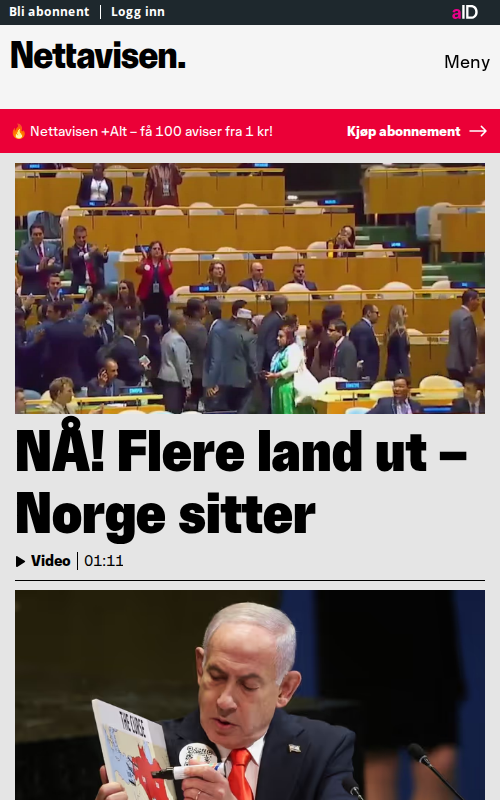 Bli abonnent
Logg inn
aID
Nettavisen.
Meny
🔥 Nettavisen +Alt – få 100 aviser fra 1 kr!
Kjøp abonnement →
NÅ! Flere land ut –
Norge sitter
Video
01:11
THE CURSE